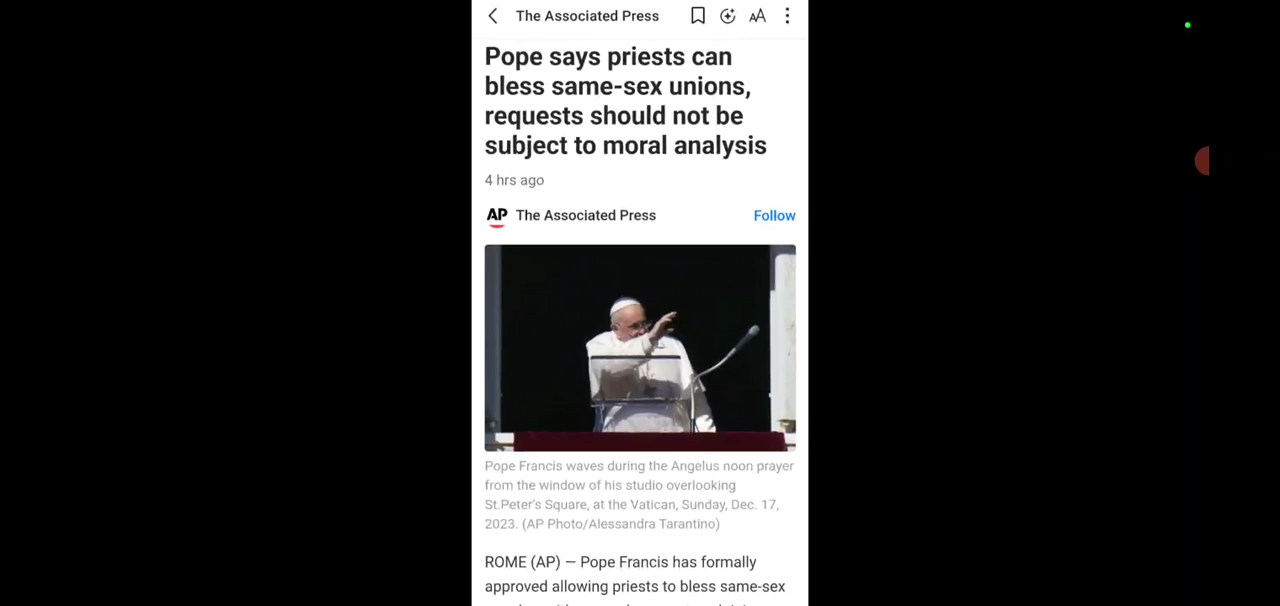 The Associated Press
Pope says priests can
bless same-sex unions,
requests should not be
subject to moral analysis
4 hrs ago
AP The Associated Press Follow
Pope Francis waves during the Angelus noon prayer
from the window of his studio overlooking
St.Peter's Square, at the Vatican, Sunday, Dec. 17,
2023. (AP Photo/Alessandra Tarantino)
ROME (AP) — Pope Francis has formally
approved allowing priests to bless same-sex